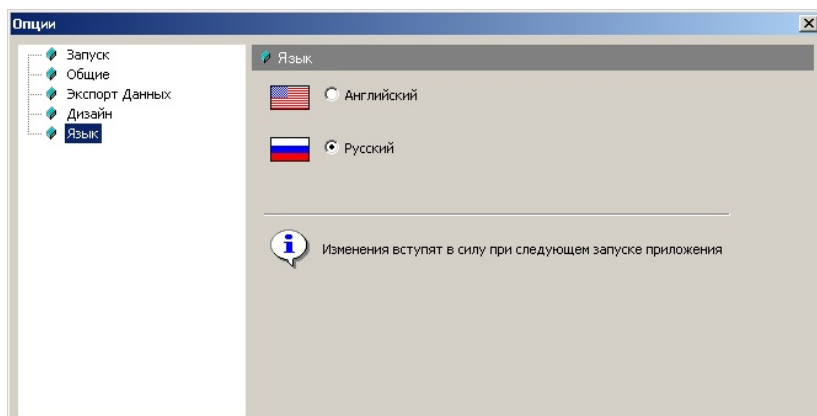 Опции
Запуск
Общие
Экспорт Данных
Дизайн
Язык
Язык
Английский
Русский
Изменения вступят в силу при следующем запуске приложения